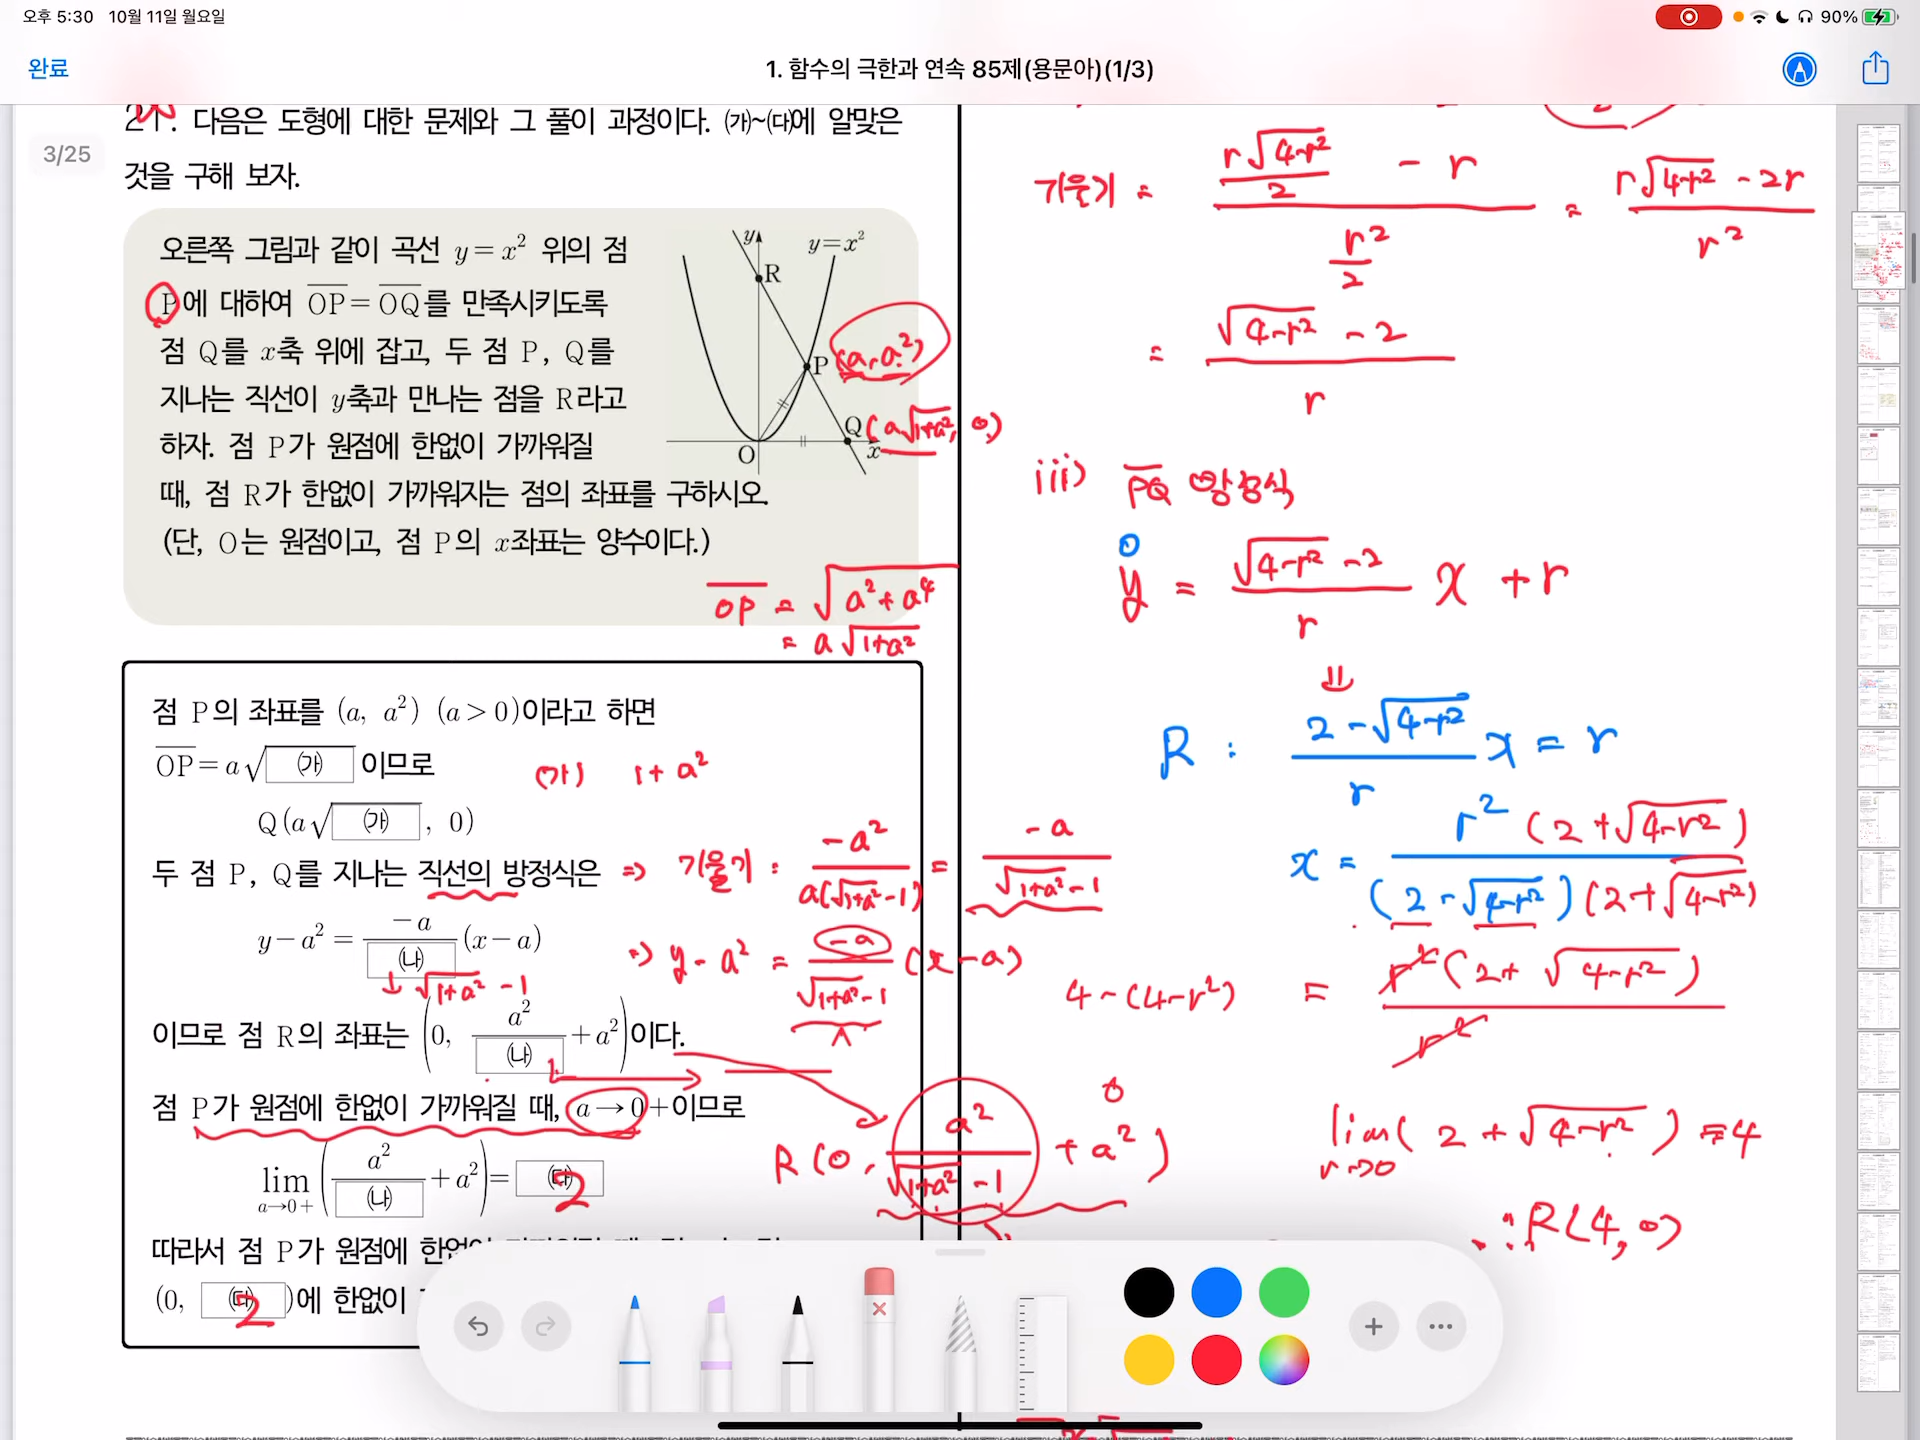 오후 5:30 10월 11일 월요일
90%
완료
1. 함수의 극한과 연속 85제(용문아)(1/3)
3/25
21. 다음은 도형에 대한 문제와 그 풀이 과정이다. ㈎~㈐에 알맞은
것을 구해 보자.
오른쪽 그림과 같이 곡선 y=x² 위의 점
P에 대하여 OP=OQ를 만족시키도록
점 Q를 x축 위에 잡고, 두 점 P, Q를
지나는 직선이 y축과 만나는 점을 R라고
하자. 점 P가 원점에 한없이 가까워질
때, 점 R가 한없이 가까워지는 점의 좌표를 구하시오.
(단, O는 원점이고, 점 P의 x좌표는 양수이다.)
y
y=x²
R
P (a, a²)
Q (a√1+a², 0)
O
x
OP = √a²+a⁴
= a√1+a²
점 P의 좌표를 (a, a²) (a>0)이라고 하면
OP=a√㈎ 이므로
㈎ 1+a²
Q(a√㈎, 0)
두 점 P, Q를 지나는 직선의 방정식은
⇒ 기울기 : -a²/a(√1+a²-1) = -a/√1+a²-1
y-a²= -a/㈏ (x-a)
↓ √1+a² -1
⇒ y-a² = -a/√1+a²-1 (x-a)
이므로 점 R의 좌표는 (0, a²/㈏ +a²)이다.
점 P가 원점에 한없이 가까워질 때, a→0+이므로
R(0, a²/√1+a²-1 + a²)
0
lim a→0+ (a²/㈏ +a²)= ㈐ 2
따라서 점 P가 원점에 한없이
(0, ㈐ 2 )에 한없이
기울기 = (r√4-r²/2 - r)/(r²/2) = (r√4-r² - 2r)/r²
= (√4-r² - 2)/r
iii) PQ 방정식
0
y = (√4-r² -2)/r x + r
⇓
R : (2-√4-r²)/r x = r
x = r²(2+√4-r²)/(2-√4-r²)(2+√4-r²)
4-(4-r²) = r²(2+√4-r²)/r²
lim r→0 (2+√4-r²) = 4
∴ R(4, 0)